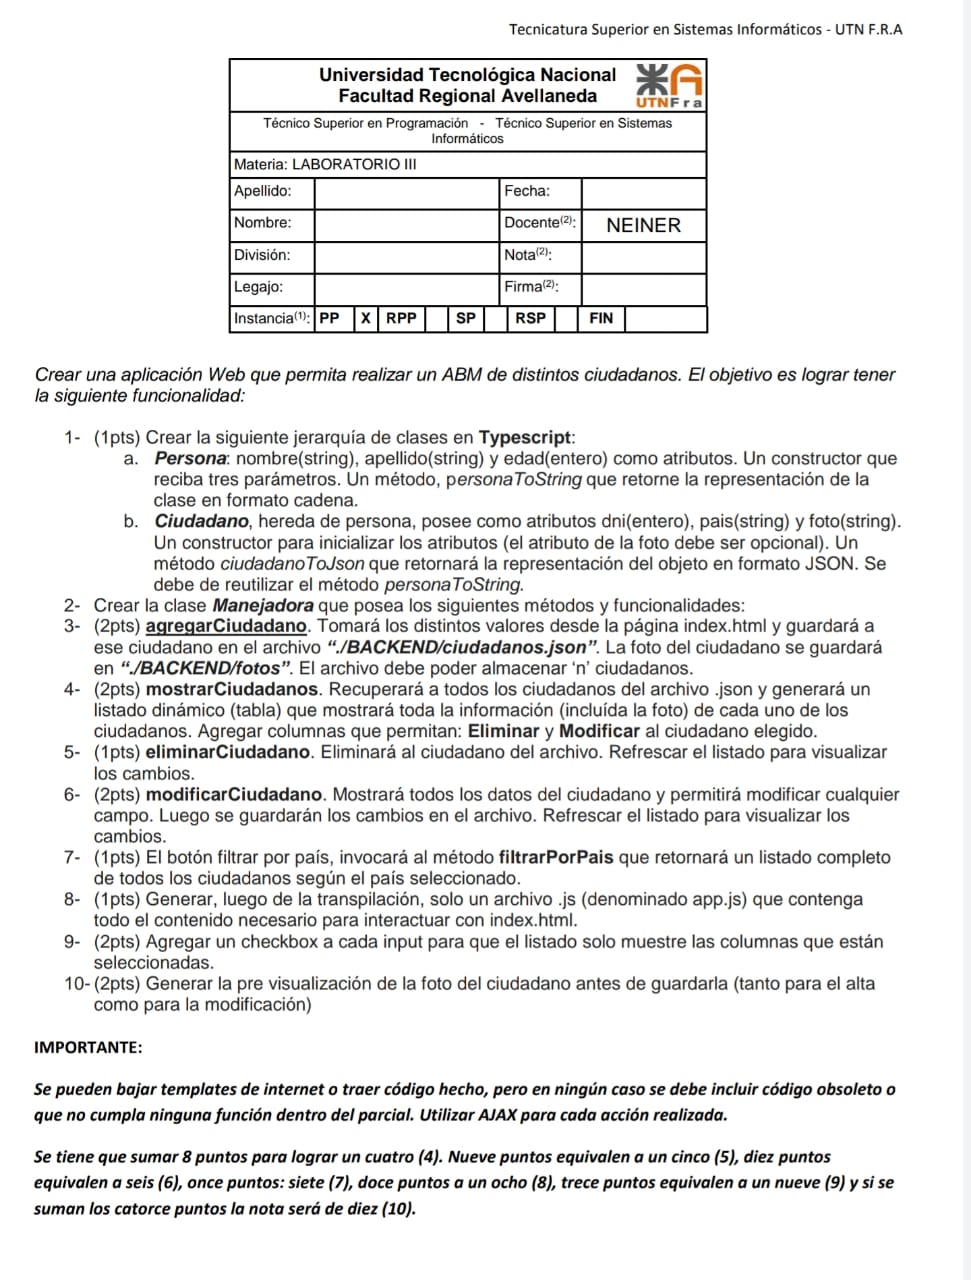 Tecnicatura Superior en Sistemas Informáticos - UTN F.R.A
Universidad Tecnológica Nacional
Facultad Regional Avellaneda
UTNFra
Técnico Superior en Programación - Técnico Superior en Sistemas
Informáticos
Materia: LABORATORIO III
Apellido: Fecha:
Nombre: Docente(2): NEINER
División: Nota(2):
Legajo: Firma(2):
Instancia(1): PP X RPP SP RSP FIN
Crear una aplicación Web que permita realizar un ABM de distintos ciudadanos. El objetivo es lograr tener
la siguiente funcionalidad:
1- (1pts) Crear la siguiente jerarquía de clases en Typescript:
a. Persona: nombre(string), apellido(string) y edad(entero) como atributos. Un constructor que
reciba tres parámetros. Un método, personaToString que retorne la representación de la
clase en formato cadena.
b. Ciudadano, hereda de persona, posee como atributos dni(entero), pais(string) y foto(string).
Un constructor para inicializar los atributos (el atributo de la foto debe ser opcional). Un
método ciudadanoToJson que retornará la representación del objeto en formato JSON. Se
debe de reutilizar el método personaToString.
2- Crear la clase Manejadora que posea los siguientes métodos y funcionalidades:
3- (2pts) agregarCiudadano. Tomará los distintos valores desde la página index.html y guardará a
ese ciudadano en el archivo “./BACKEND/ciudadanos.json”. La foto del ciudadano se guardará
en “./BACKEND/fotos”. El archivo debe poder almacenar ‘n’ ciudadanos.
4- (2pts) mostrarCiudadanos. Recuperará a todos los ciudadanos del archivo .json y generará un
listado dinámico (tabla) que mostrará toda la información (incluída la foto) de cada uno de los
ciudadanos. Agregar columnas que permitan: Eliminar y Modificar al ciudadano elegido.
5- (1pts) eliminarCiudadano. Eliminará al ciudadano del archivo. Refrescar el listado para visualizar
los cambios.
6- (2pts) modificarCiudadano. Mostrará todos los datos del ciudadano y permitirá modificar cualquier
campo. Luego se guardarán los cambios en el archivo. Refrescar el listado para visualizar los
cambios.
7- (1pts) El botón filtrar por país, invocará al método filtrarPorPais que retornará un listado completo
de todos los ciudadanos según el país seleccionado.
8- (1pts) Generar, luego de la transpilación, solo un archivo .js (denominado app.js) que contenga
todo el contenido necesario para interactuar con index.html.
9- (2pts) Agregar un checkbox a cada input para que el listado solo muestre las columnas que están
seleccionadas.
10- (2pts) Generar la pre visualización de la foto del ciudadano antes de guardarla (tanto para el alta
como para la modificación)
IMPORTANTE:
Se pueden bajar templates de internet o traer código hecho, pero en ningún caso se debe incluir código obsoleto o
que no cumpla ninguna función dentro del parcial. Utilizar AJAX para cada acción realizada.
Se tiene que sumar 8 puntos para lograr un cuatro (4). Nueve puntos equivalen a un cinco (5), diez puntos
equivalen a seis (6), once puntos: siete (7), doce puntos a un ocho (8), trece puntos equivalen a un nueve (9) y si se
suman los catorce puntos la nota será de diez (10).